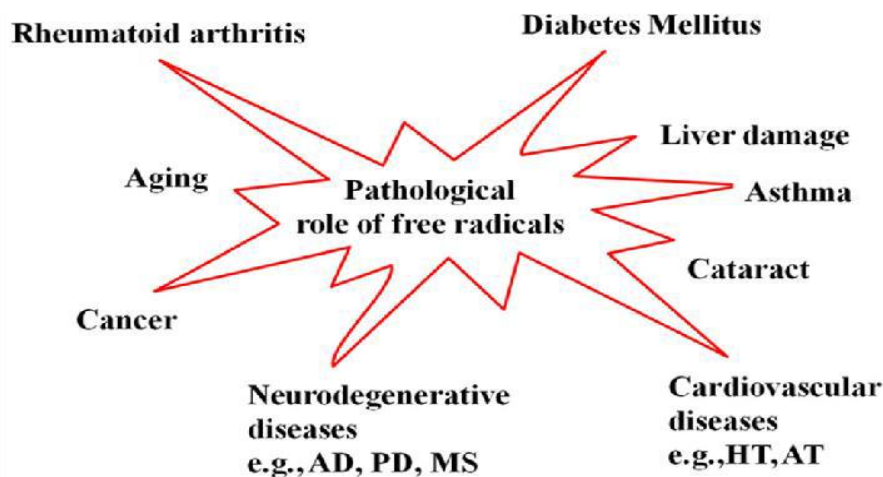 Rheumatoid arthritis
Diabetes Mellitus
Liver damage
Aging
Pathological
role of free radicals
Asthma
Cataract
Cancer
Neurodegenerative
diseases
e.g., AD, PD, MS
Cardiovascular
diseases
e.g.,HT, AT